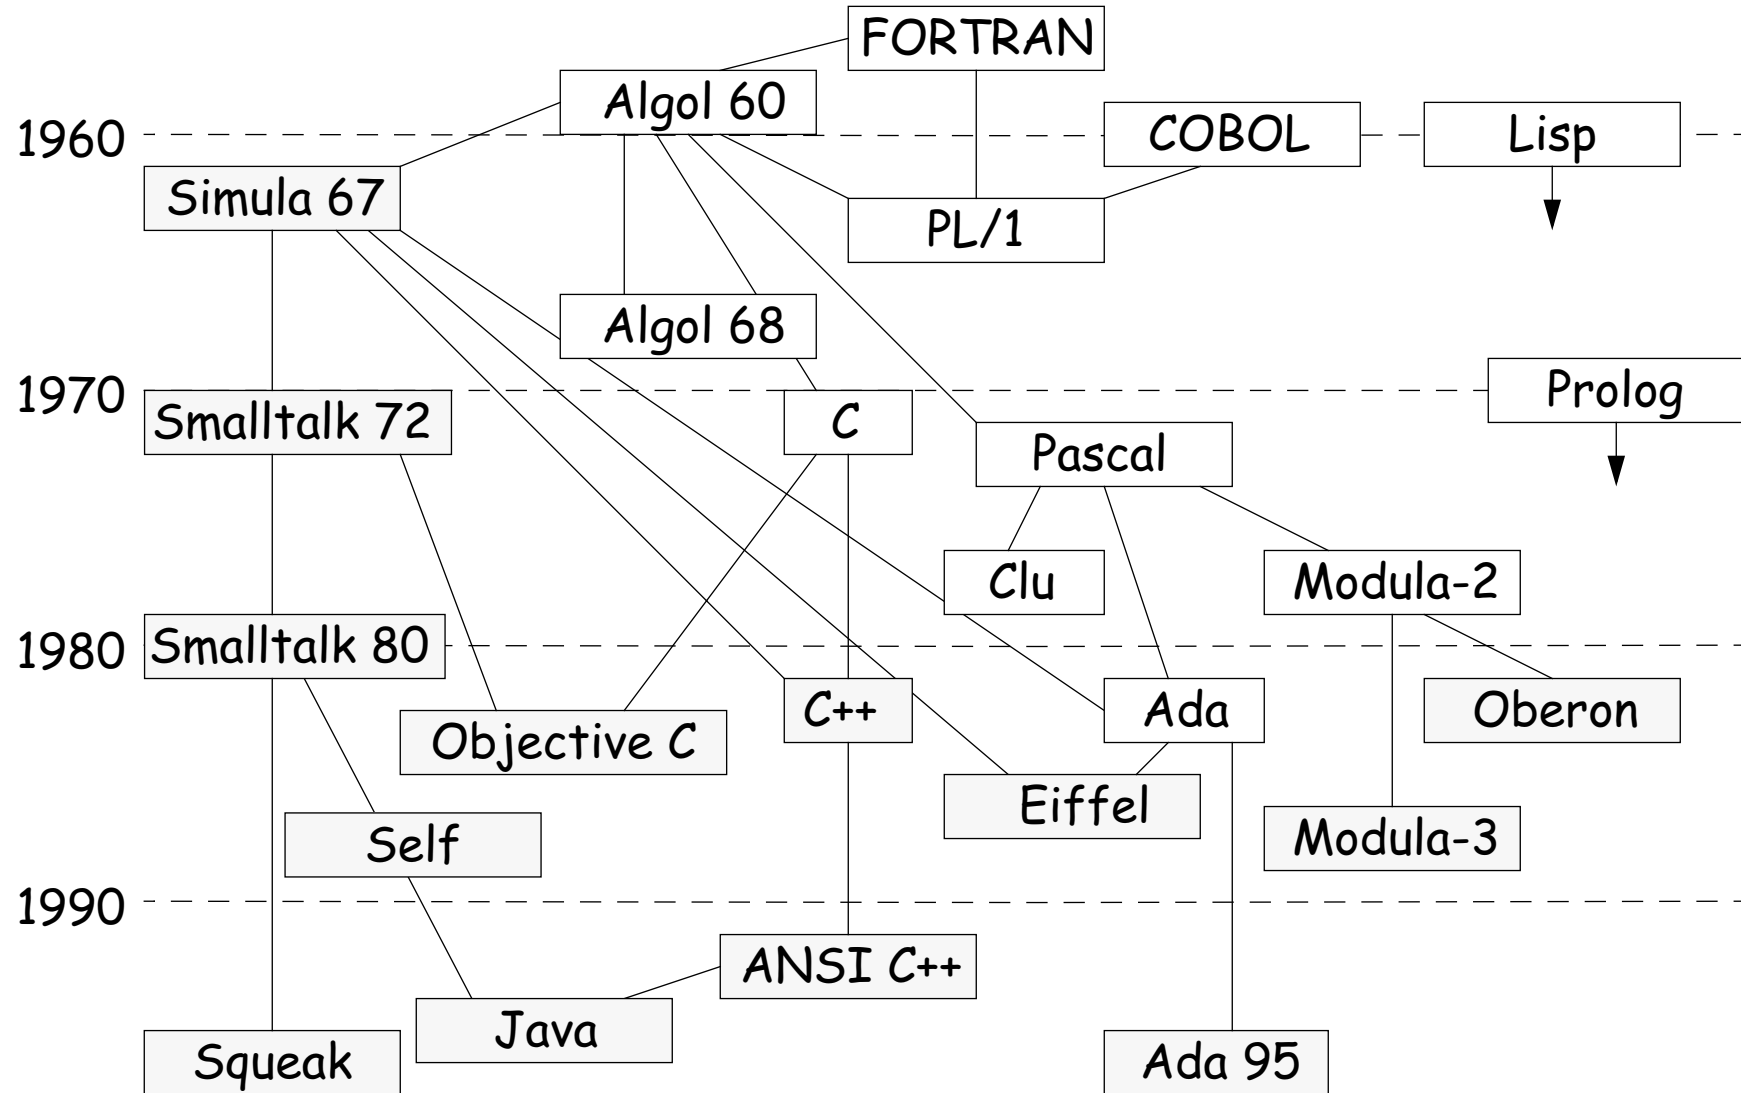 FORTRAN
Algol 60
1960
COBOL
Lisp
Simula 67
PL/1
Algol 68
1970
Prolog
Smalltalk 72
C
Pascal
Clu
Modula-2
1980
Smalltalk 80
C++
Ada
Oberon
Objective C
Eiffel
Modula-3
Self
1990
ANSI C++
Java
Squeak
Ada 95